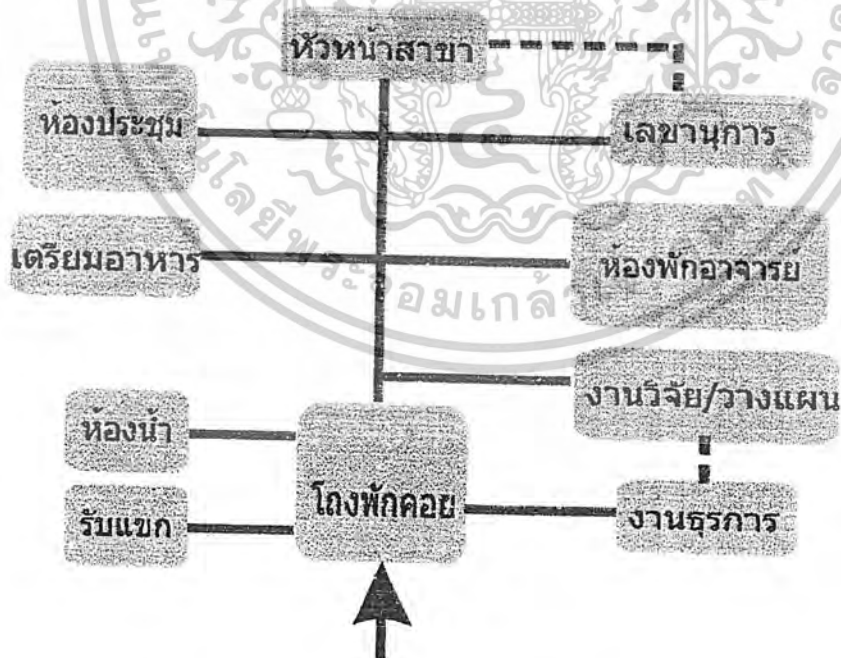 หัวหน้าสาขา
ห้องประชุม
เลขานุการ
เตรียมอาหาร
ห้องพักอาจารย์
งานวิจัย/วางแผน
ห้องน้ำ
โถงพักคอย
รับแขก
งานธุรการ